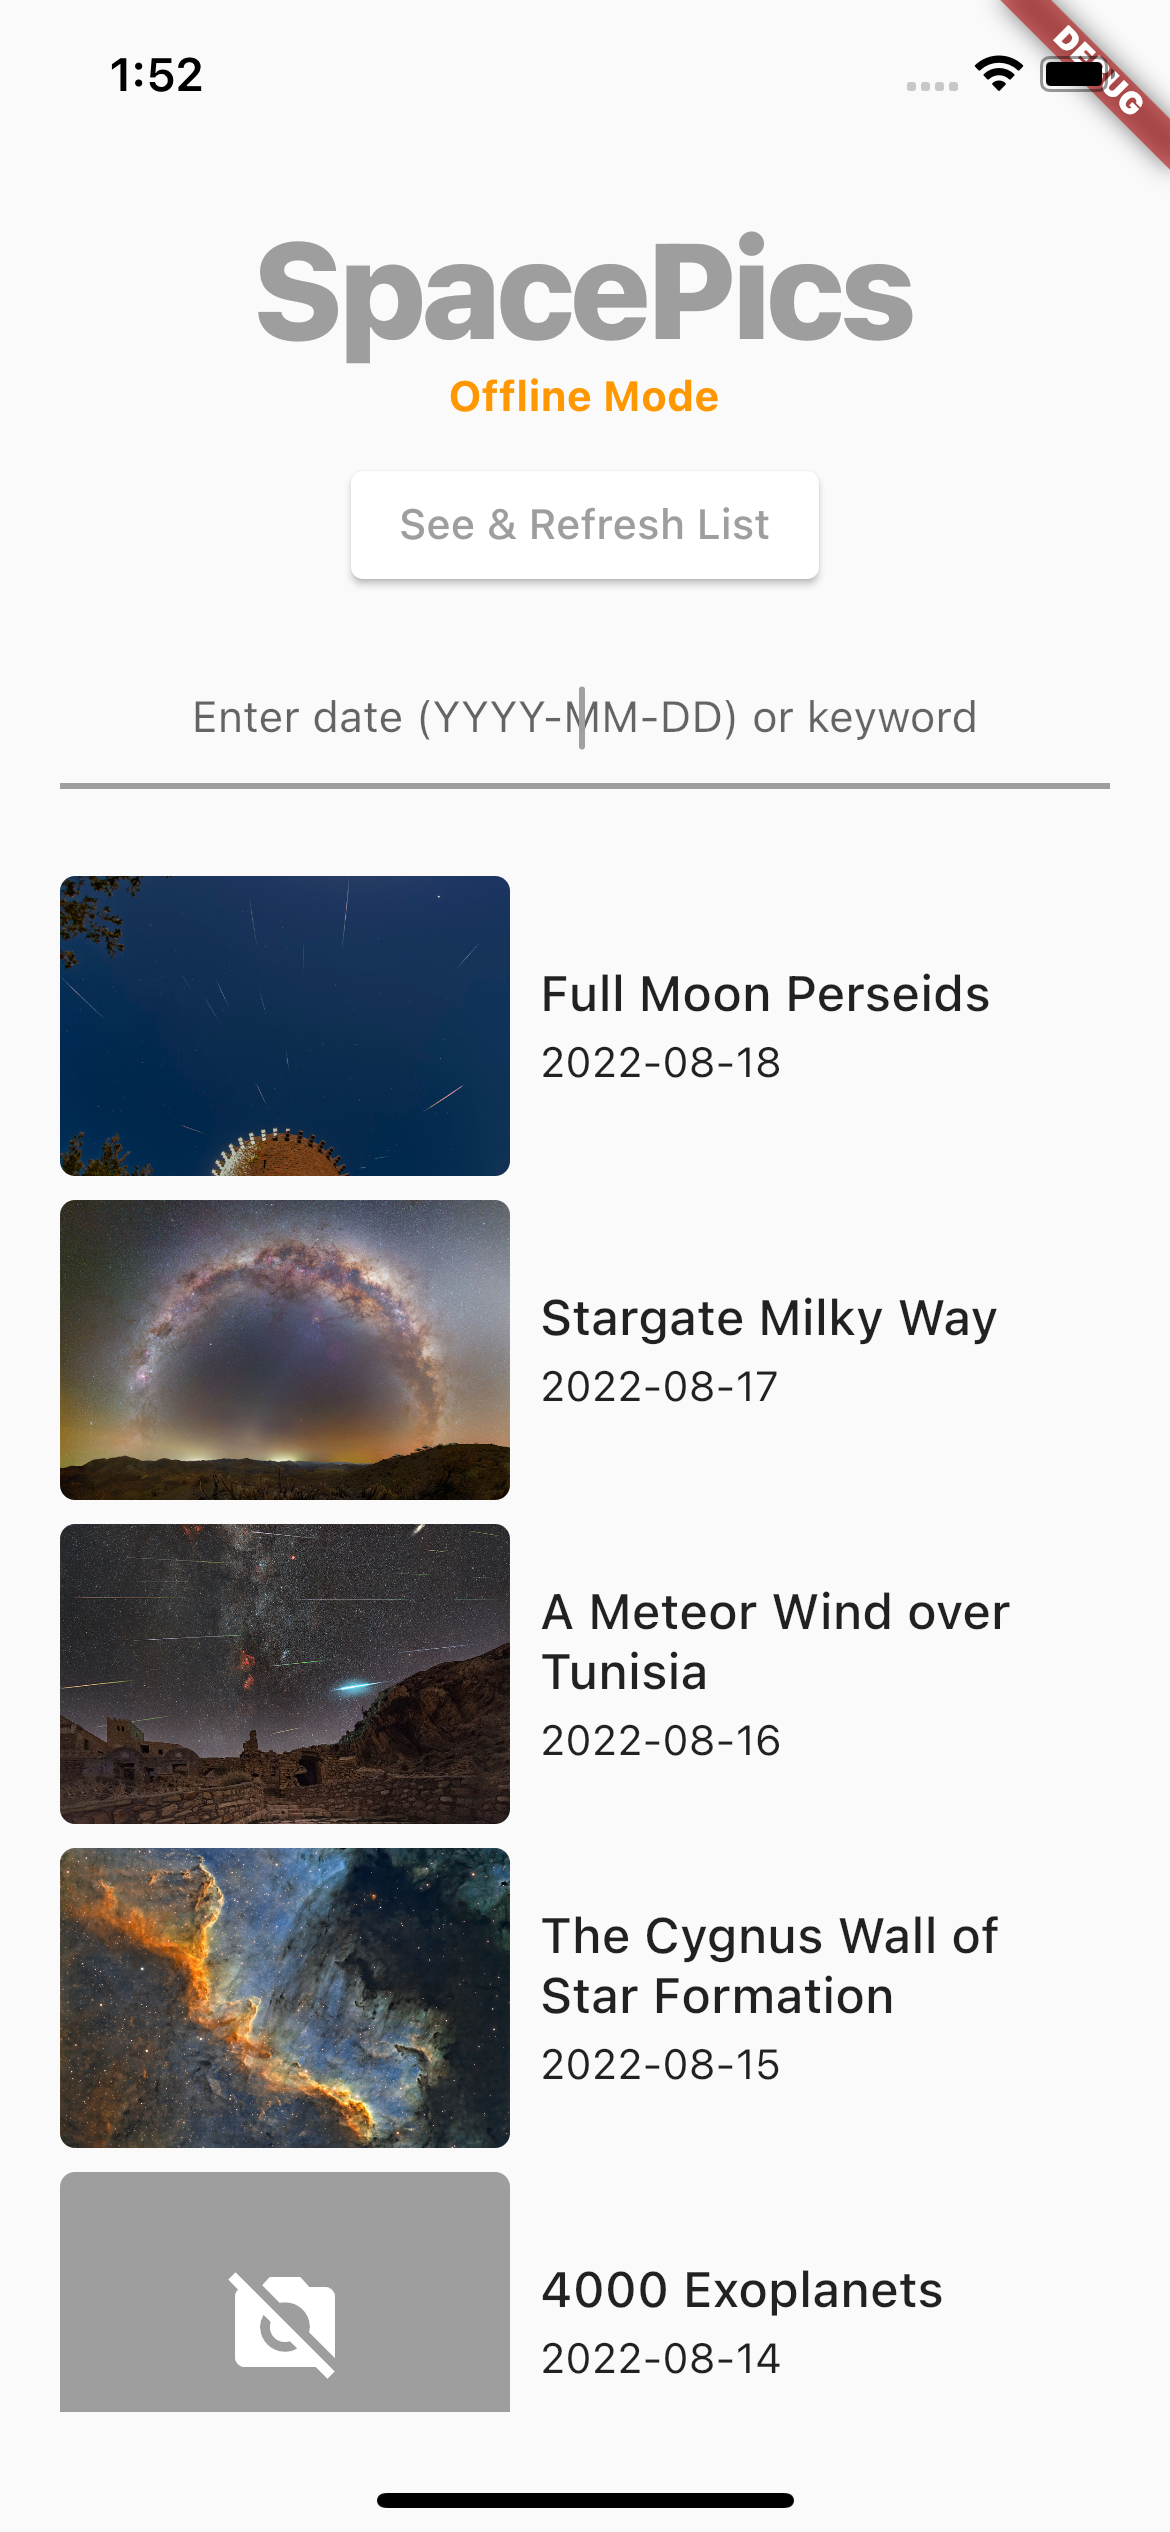 1:52
DEBUG
SpacePics
Offline Mode
See & Refresh List
Enter date (YYYY-MM-DD) or keyword
Full Moon Perseids
2022-08-18
Stargate Milky Way
2022-08-17
A Meteor Wind over
Tunisia
2022-08-16
The Cygnus Wall of
Star Formation
2022-08-15
4000 Exoplanets
2022-08-14